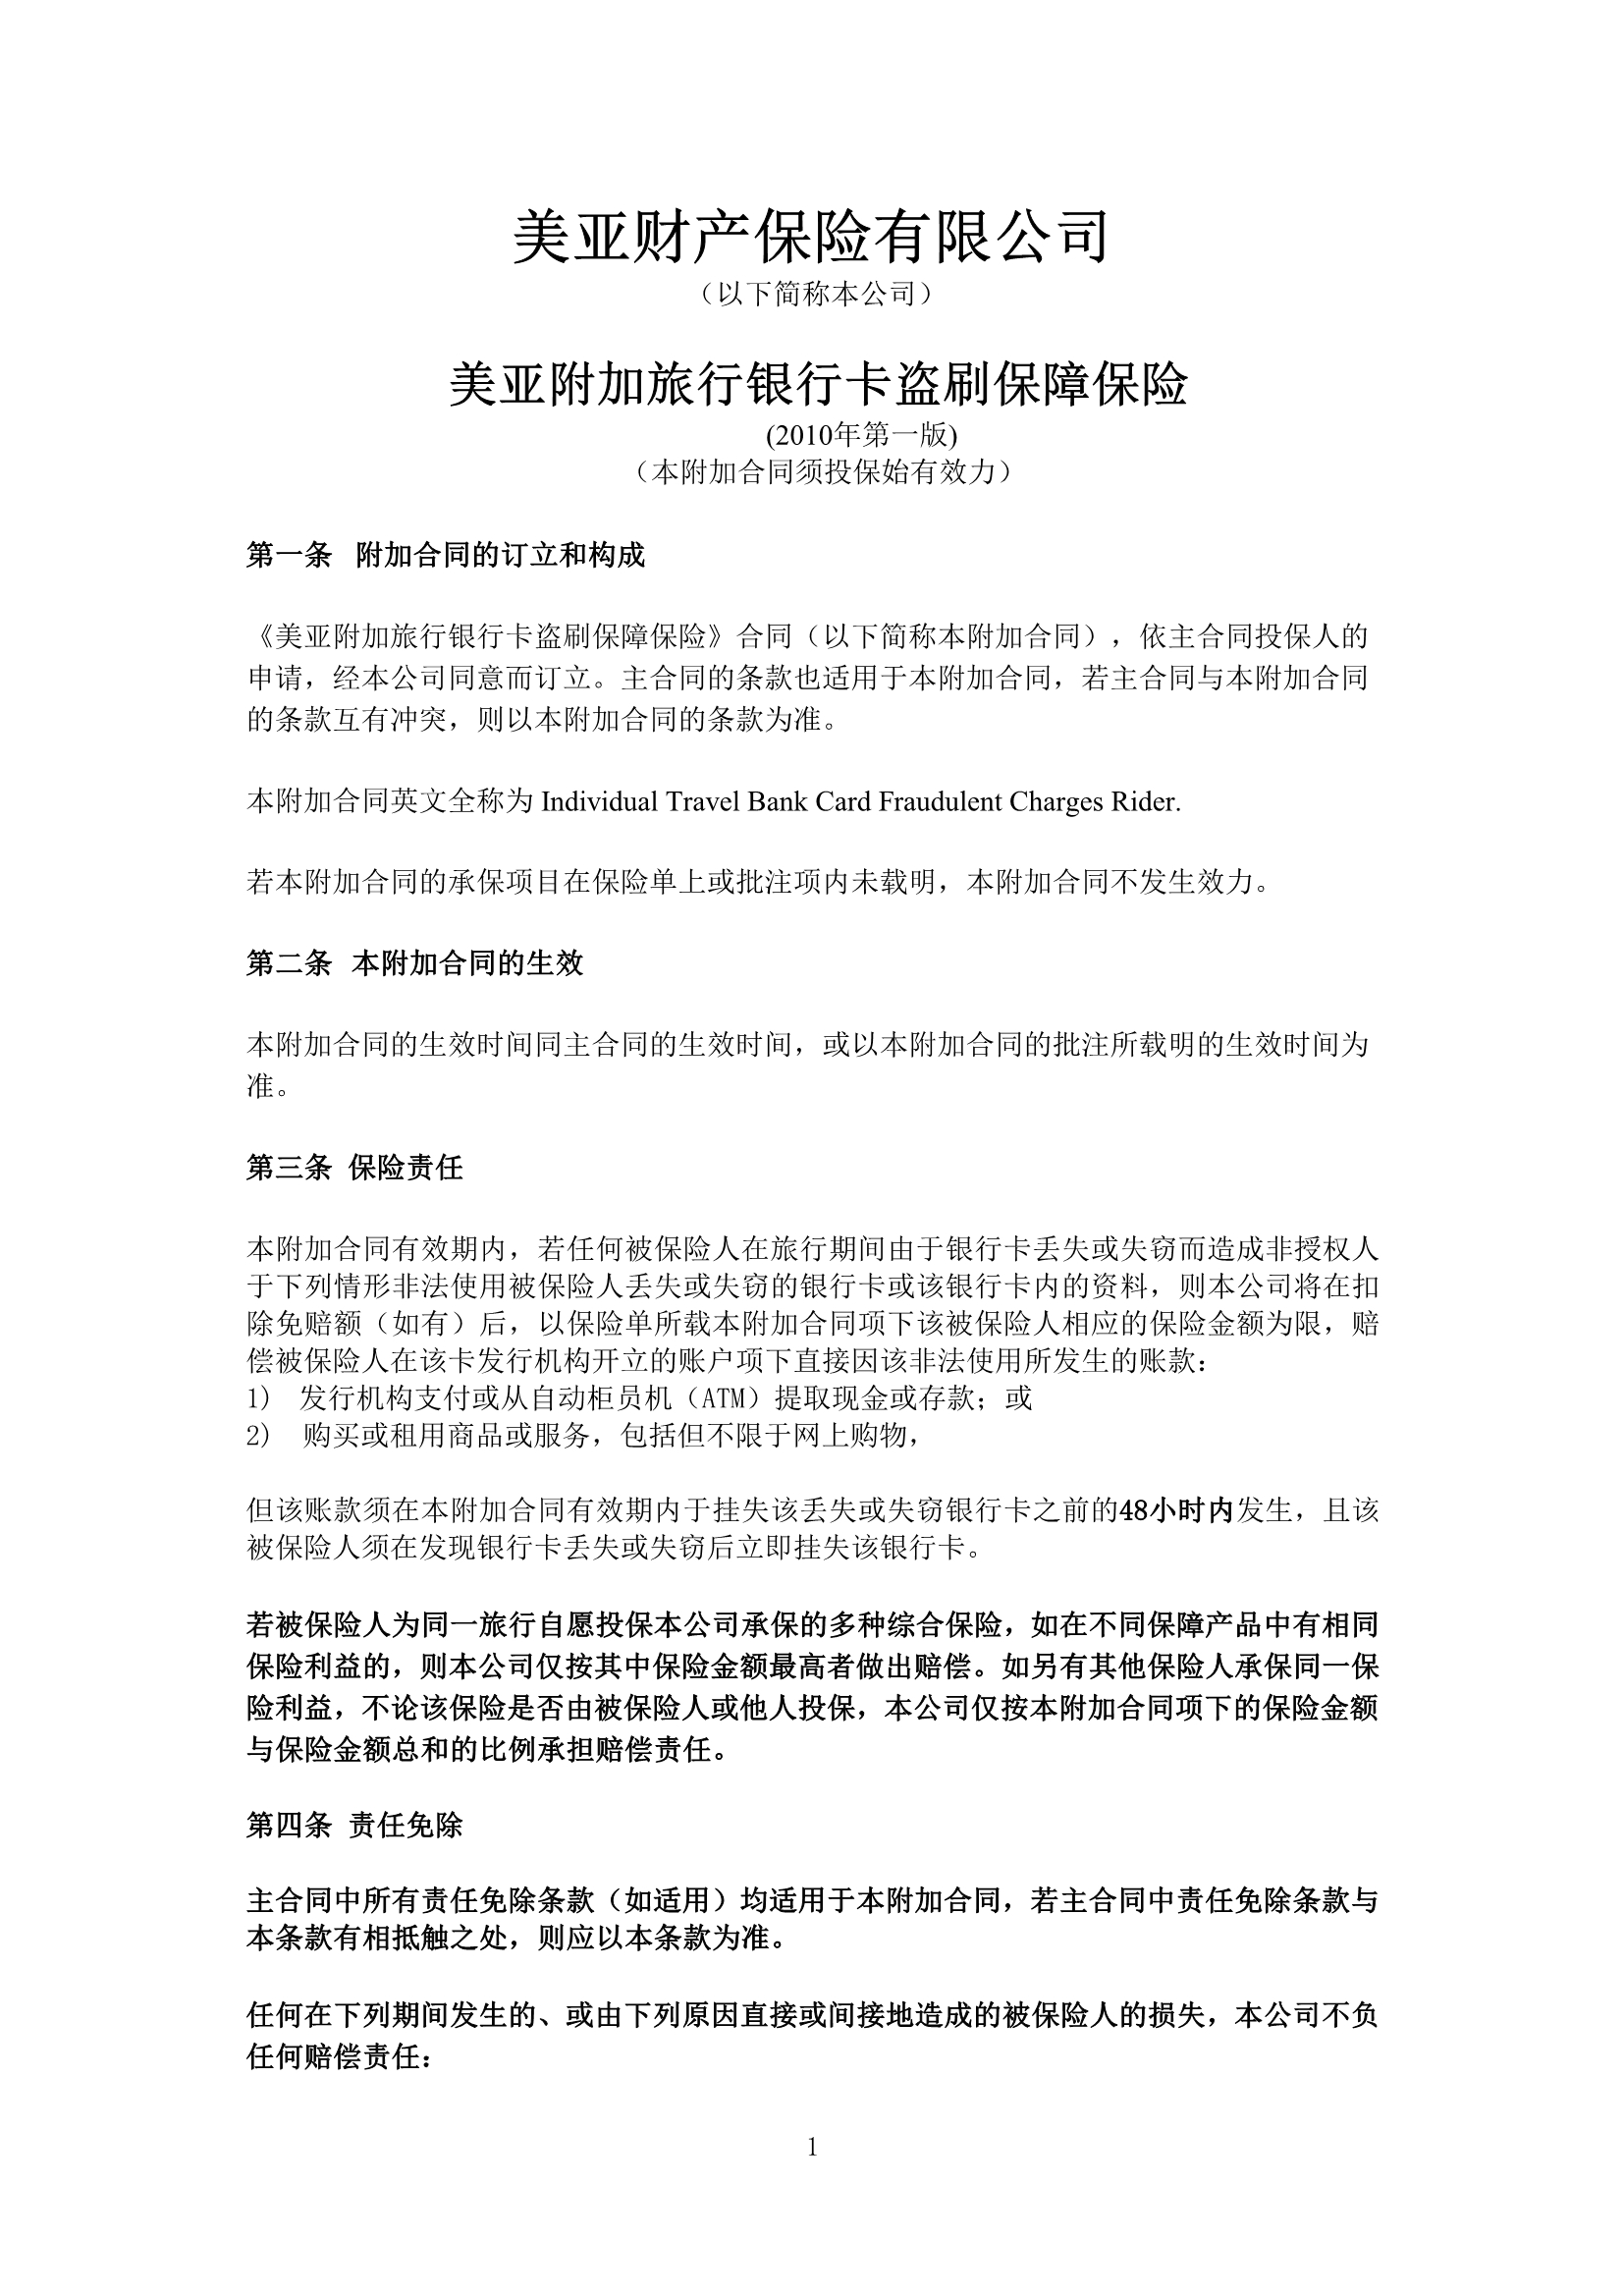 美亚财产保险有限公司
（以下简称本公司）
美亚附加旅行银行卡盗刷保障保险
(2010年第一版)
（本附加合同须投保始有效力）
第一条 附加合同的订立和构成
《美亚附加旅行银行卡盗刷保障保险》合同（以下简称本附加合同），依主合同投保人的
申请，经本公司同意而订立。主合同的条款也适用于本附加合同，若主合同与本附加合同
的条款互有冲突，则以本附加合同的条款为准。
本附加合同英文全称为 Individual Travel Bank Card Fraudulent Charges Rider.
若本附加合同的承保项目在保险单上或批注项内未载明，本附加合同不发生效力。
第二条 本附加合同的生效
本附加合同的生效时间同主合同的生效时间，或以本附加合同的批注所载明的生效时间为
准。
第三条 保险责任
本附加合同有效期内，若任何被保险人在旅行期间由于银行卡丢失或失窃而造成非授权人
于下列情形非法使用被保险人丢失或失窃的银行卡或该银行卡内的资料，则本公司将在扣
除免赔额（如有）后，以保险单所载本附加合同项下该被保险人相应的保险金额为限，赔
偿被保险人在该卡发行机构开立的账户项下直接因该非法使用所发生的账款：
1) 发行机构支付或从自动柜员机（ATM）提取现金或存款；或
2) 购买或租用商品或服务，包括但不限于网上购物，
但该账款须在本附加合同有效期内于挂失该丢失或失窃银行卡之前的48小时内发生，且该
被保险人须在发现银行卡丢失或失窃后立即挂失该银行卡。
若被保险人为同一旅行自愿投保本公司承保的多种综合保险，如在不同保障产品中有相同
保险利益的，则本公司仅按其中保险金额最高者做出赔偿。如另有其他保险人承保同一保
险利益，不论该保险是否由被保险人或他人投保，本公司仅按本附加合同项下的保险金额
与保险金额总和的比例承担赔偿责任。
第四条 责任免除
主合同中所有责任免除条款（如适用）均适用于本附加合同，若主合同中责任免除条款与
本条款有相抵触之处，则应以本条款为准。
任何在下列期间发生的、或由下列原因直接或间接地造成的被保险人的损失，本公司不负
任何赔偿责任：
1